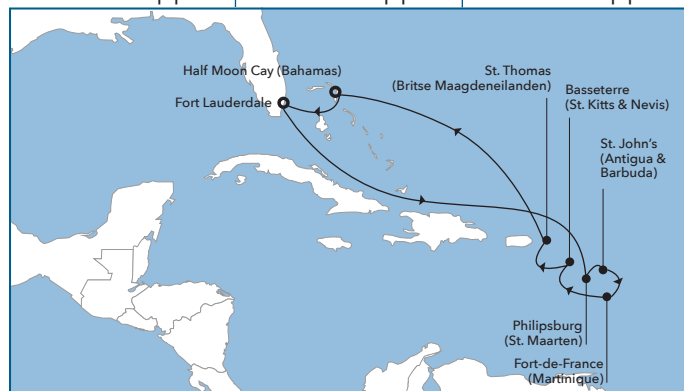 Half Moon Cay (Bahamas)
Fort Lauderdale
St. Thomas
(Britse Maagdeneilanden)
Basseterre
(St. Kitts & Nevis)
St. John's
(Antigua &
Barbuda)
Philipsburg
(St. Maarten)
Fort-de-France
(Martinique)